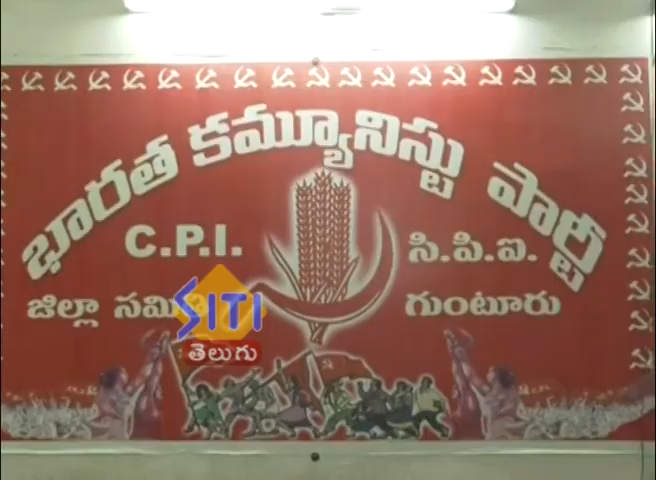 భారత కమ్యూనిస్టు పార్టీ
C.P.I. సి.పి.ఐ.
జిల్లా సమితి గుంటూరు
SITI
తెలుగు